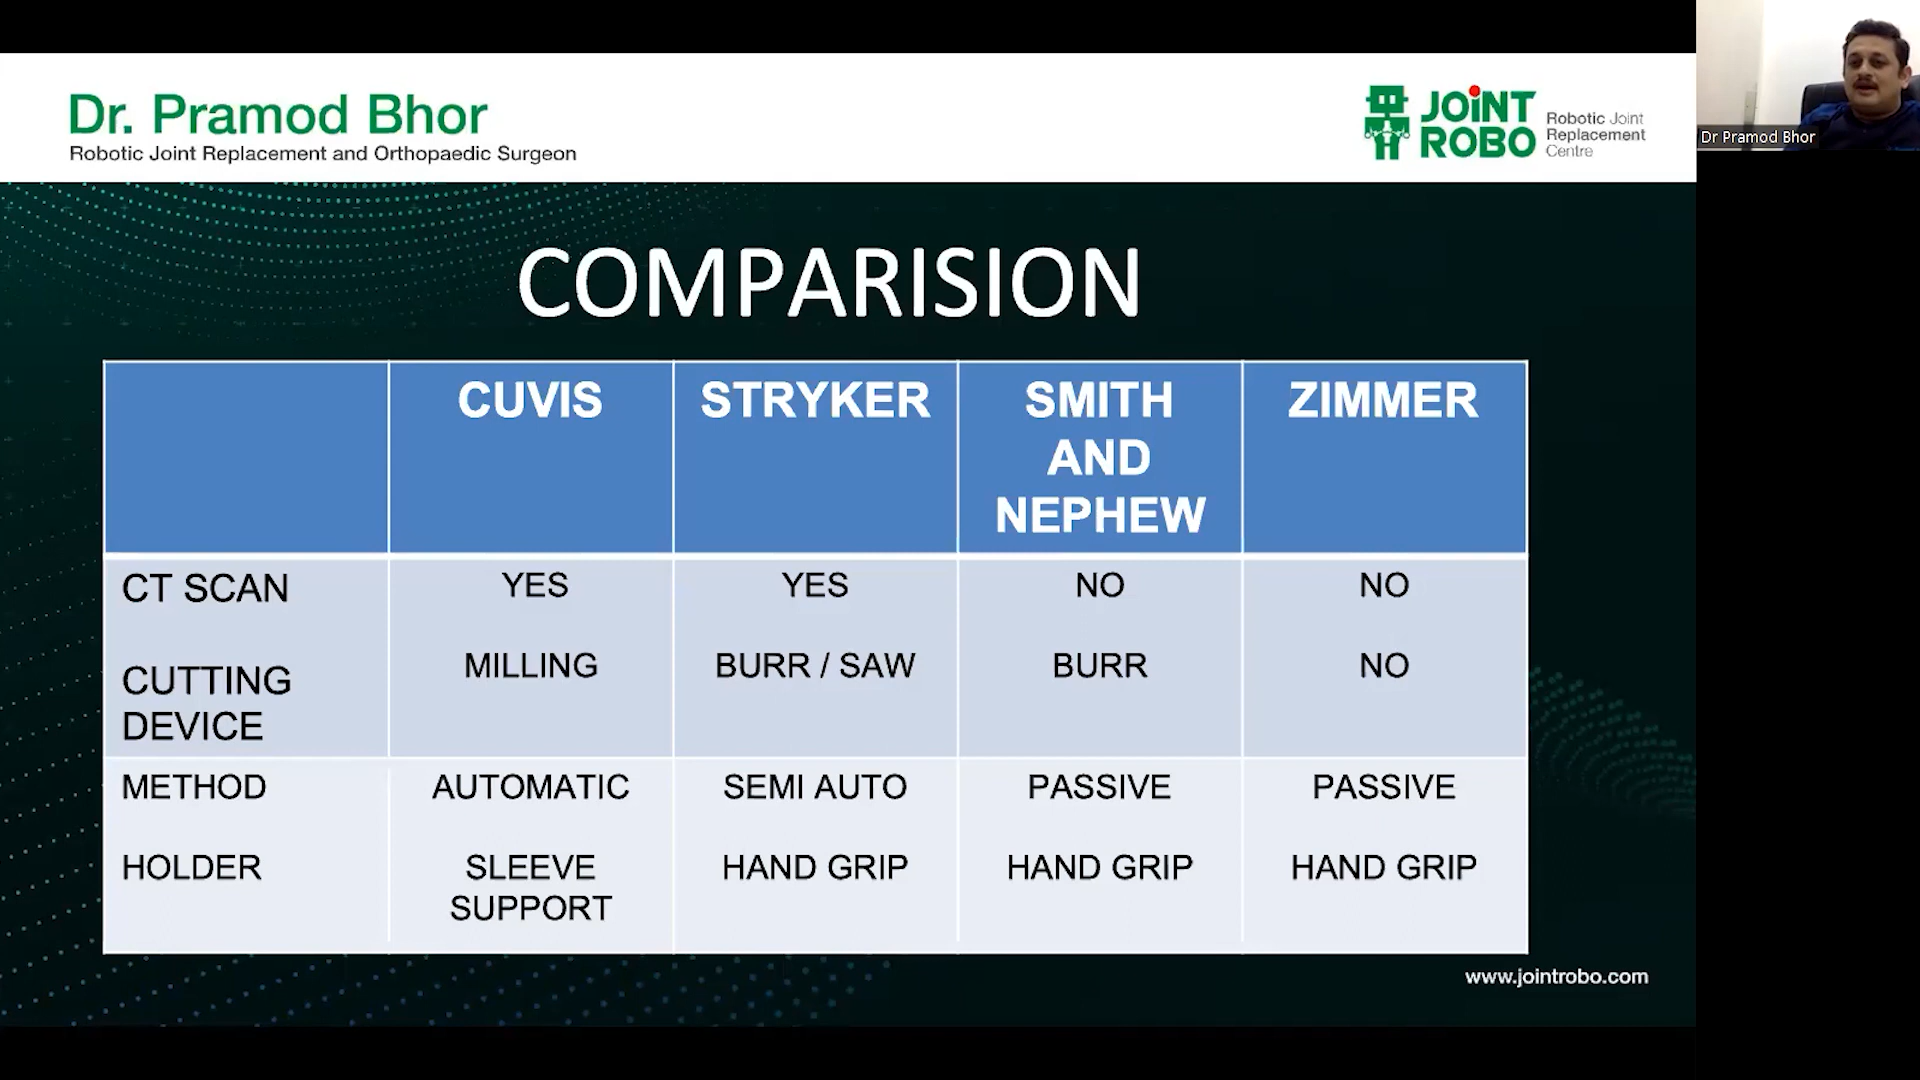 Dr. Pramod Bhor
Robotic Joint Replacement and Orthopaedic Surgeon
JOINT
ROBO
Robotic Joint
Replacement
Centre
Dr Pramod Bhor
COMPARISION
CUVIS
STRYKER
SMITH
AND
NEPHEW
ZIMMER
CT SCAN
YES
YES
NO
NO
CUTTING
DEVICE
MILLING
BURR / SAW
BURR
NO
METHOD
AUTOMATIC
SEMI AUTO
PASSIVE
PASSIVE
HOLDER
SLEEVE
SUPPORT
HAND GRIP
HAND GRIP
HAND GRIP
www.jointrobo.com